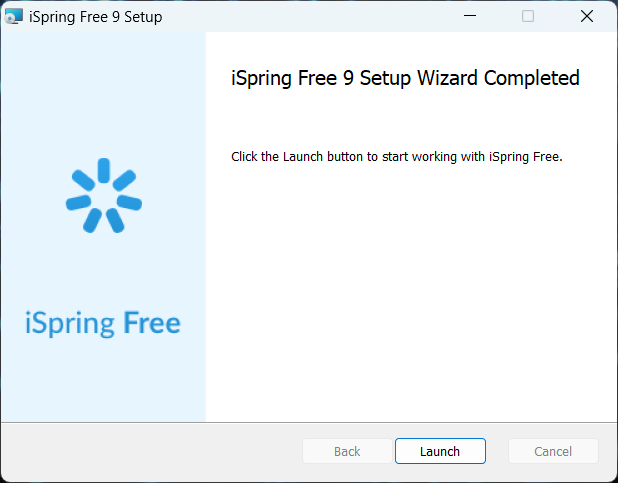 iSpring Free 9 Setup
iSpring Free 9 Setup Wizard Completed
Click the Launch button to start working with iSpring Free.
iSpring Free
Back
Launch
Cancel